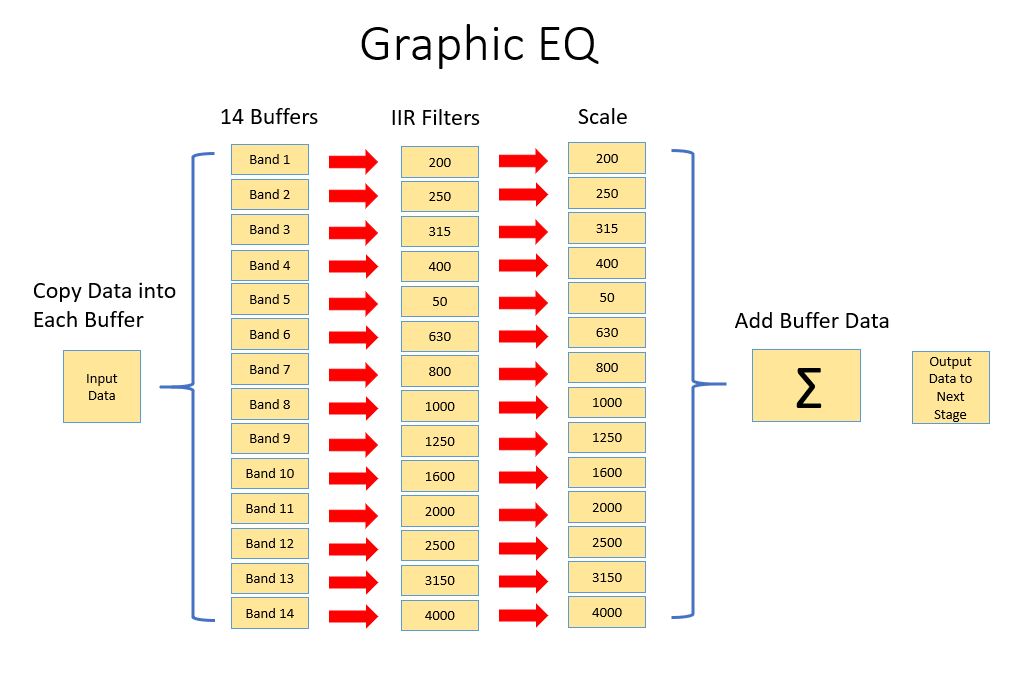 Graphic EQ
14 Buffers
IIR Filters
Scale
Copy Data into
Each Buffer
Input
Data
Band 1
200
200
Band 2
250
250
Band 3
315
315
Band 4
400
400
Band 5
50
50
Band 6
630
630
Band 7
800
800
Band 8
1000
1000
Band 9
1250
1250
Band 10
1600
1600
Band 11
2000
2000
Band 12
2500
2500
Band 13
3150
3150
Band 14
4000
4000
Add Buffer Data
Σ
Output
Data to
Next
Stage